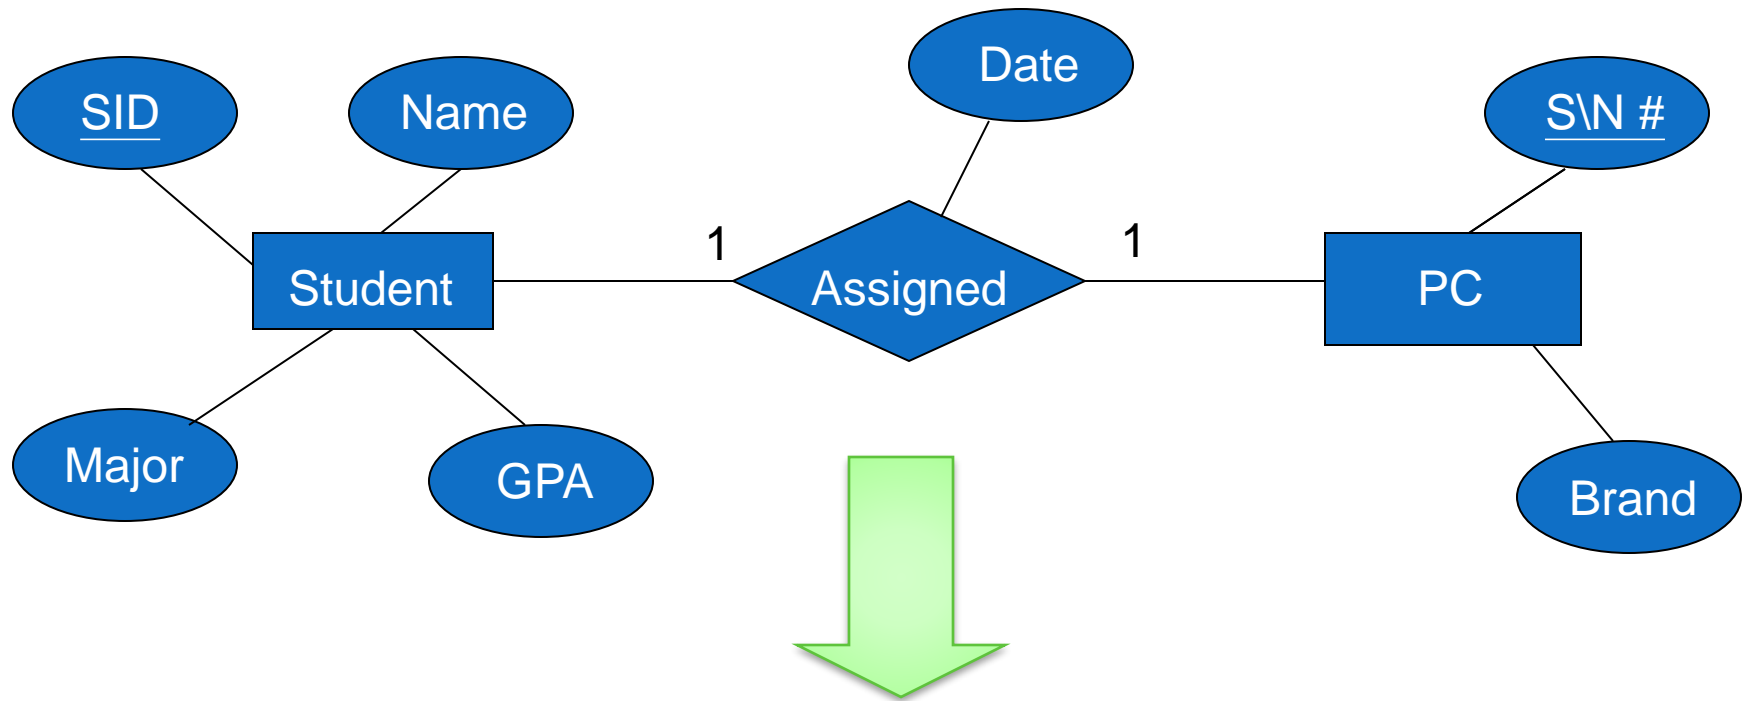 Date
SID
Name
S\N #
1
1
Student
Assigned
PC
Major
GPA
Brand